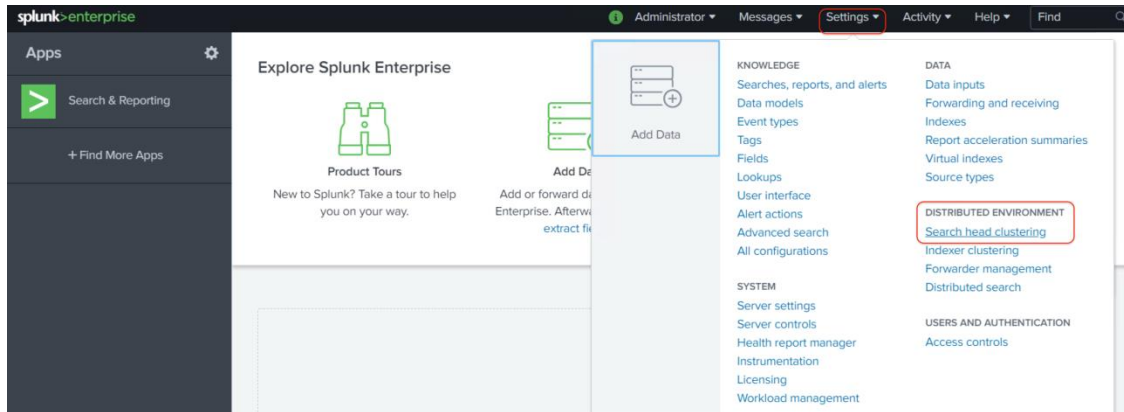 splunk>enterprise
Administrator ▾ Messages ▾ Settings ▾ Activity ▾ Help ▾ Find
Apps
Search & Reporting
+ Find More Apps
Explore Splunk Enterprise
Product Tours
New to Splunk? Take a tour to help
you on your way.
Add Da
Add or forward da
Enterprise. Afterwa
extract fie
Add Data
KNOWLEDGE
Searches, reports, and alerts
Data models
Event types
Tags
Fields
Lookups
User interface
Alert actions
Advanced search
All configurations
SYSTEM
Server settings
Server controls
Health report manager
Instrumentation
Licensing
Workload management
DATA
Data inputs
Forwarding and receiving
Indexes
Report acceleration summaries
Virtual indexes
Source types
DISTRIBUTED ENVIRONMENT
Search head clustering
Indexer clustering
Forwarder management
Distributed search
USERS AND AUTHENTICATION
Access controls